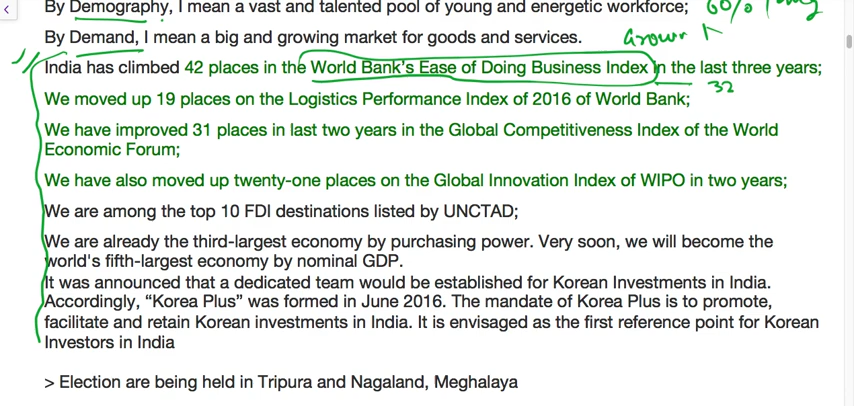 By Demography, I mean a vast and talented pool of young and energetic workforce; 60%
By Demand, I mean a big and growing market for goods and services.
India has climbed 42 places in the World Bank's Ease of Doing Business Index in the last three years;
32
We moved up 19 places on the Logistics Performance Index of 2016 of World Bank;
We have improved 31 places in last two years in the Global Competitiveness Index of the World
Economic Forum;
We have also moved up twenty-one places on the Global Innovation Index of WIPO in two years;
We are among the top 10 FDI destinations listed by UNCTAD;
We are already the third-largest economy by purchasing power. Very soon, we will become the
world's fifth-largest economy by nominal GDP.
It was announced that a dedicated team would be established for Korean Investments in India.
Accordingly, “Korea Plus” was formed in June 2016. The mandate of Korea Plus is to promote,
facilitate and retain Korean investments in India. It is envisaged as the first reference point for Korean
Investors in India
> Election are being held in Tripura and Nagaland, Meghalaya